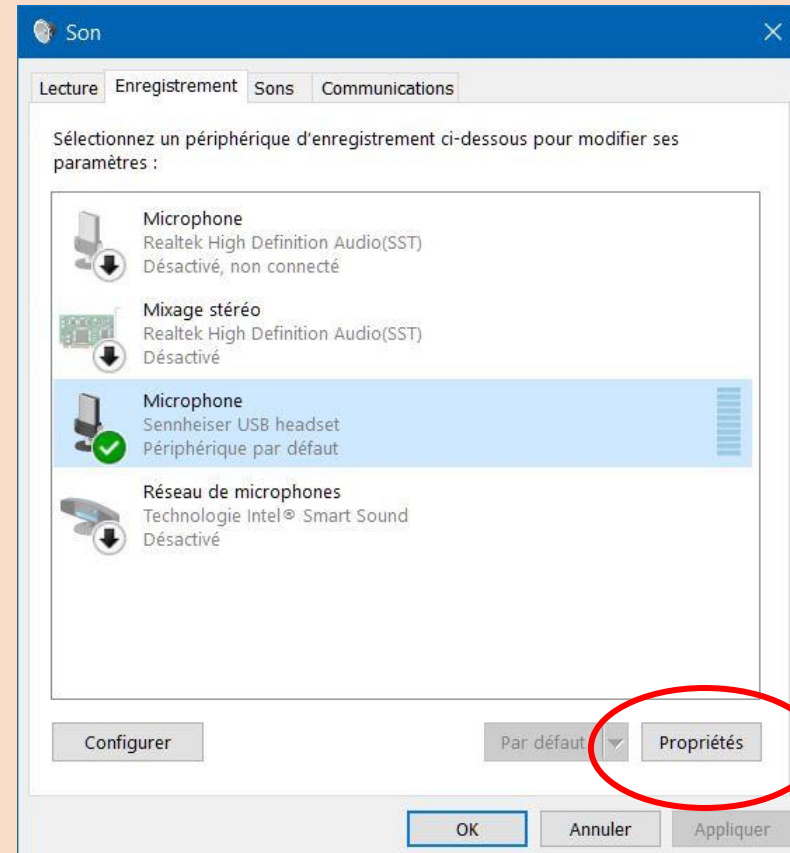 Son
Lecture Enregistrement Sons Communications
Sélectionnez un périphérique d'enregistrement ci-dessous pour modifier ses
paramètres :
Microphone
Realtek High Definition Audio(SST)
Désactivé, non connecté
Mixage stéréo
Realtek High Definition Audio(SST)
Désactivé
Microphone
Sennheiser USB headset
Périphérique par défaut
Réseau de microphones
Technologie Intel® Smart Sound
Désactivé
Configurer Par défaut Propriétés
OK Annuler Appliquer